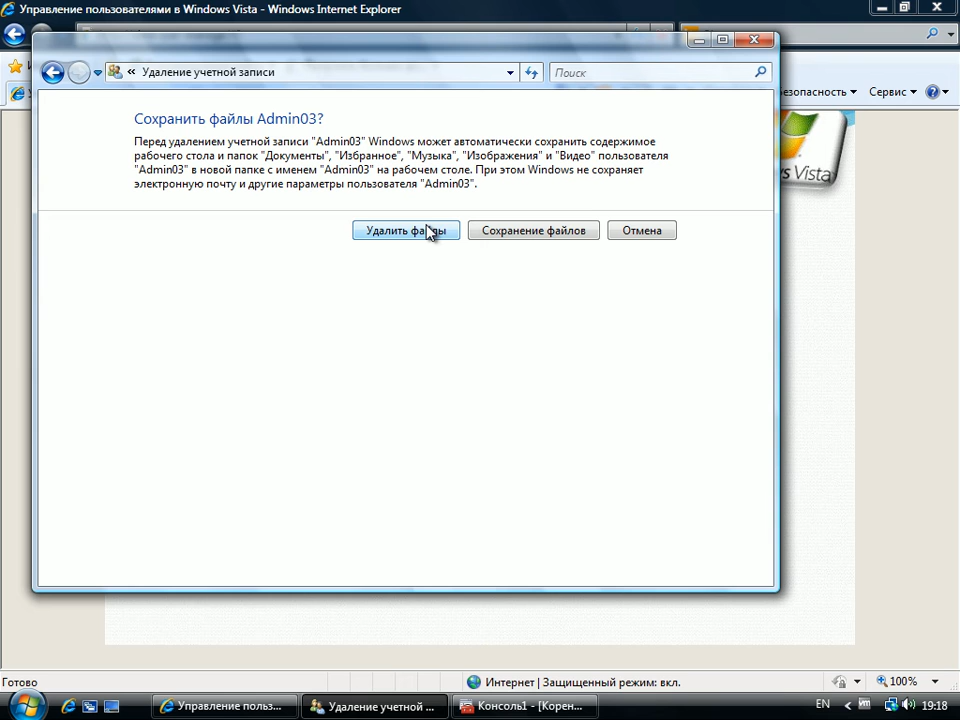 Управление пользователями в Windows Vista - Windows Internet Explorer
Удаление учетной записи
Поиск
езопасность
Сервис
s Vista
Сохранить файлы Admin03?
Перед удалением учетной записи "Admin03" Windows может автоматически сохранить содержимое
рабочего стола и папок "Документы", "Избранное", "Музыка", "Изображения" и "Видео" пользователя
"Admin03" в новой папке с именем "Admin03" на рабочем столе. При этом Windows не сохраняет
электронную почту и другие параметры пользователя "Admin03".
Удалить файлы
Сохранение файлов
Отмена
Готово
Интернет | Защищенный режим: вкл.
100%
Управление польз...
Удаление учетной ...
Консоль1 - [Корен...
EN
19:18